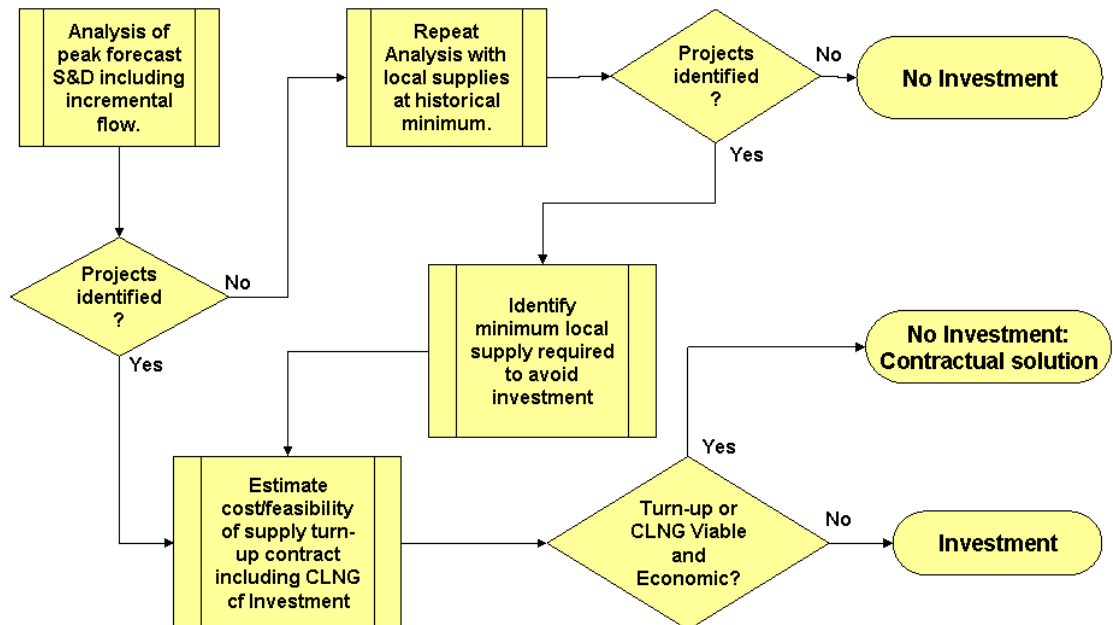 Analysis of
peak forecast
S&D including
incremental
flow.
Repeat
Analysis with
local supplies
at historical
minimum.
Projects
identified
?
No
No Investment
Yes
Projects
identified
?
No
Yes
Identify
minimum local
supply required
to avoid
investment
No Investment:
Contractual solution
Yes
Estimate
cost/feasibility
of supply turn-
up contract
including CLNG
cf Investment
Turn-up or
CLNG Viable
and
Economic?
No
Investment